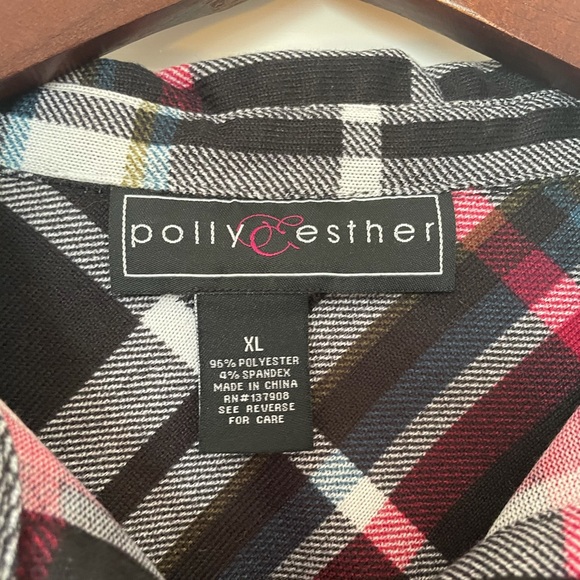 polly & esther
XL
96% POLYESTER
4% SPANDEX
MADE IN CHINA
RN#137908
SEE REVERSE
FOR CARE